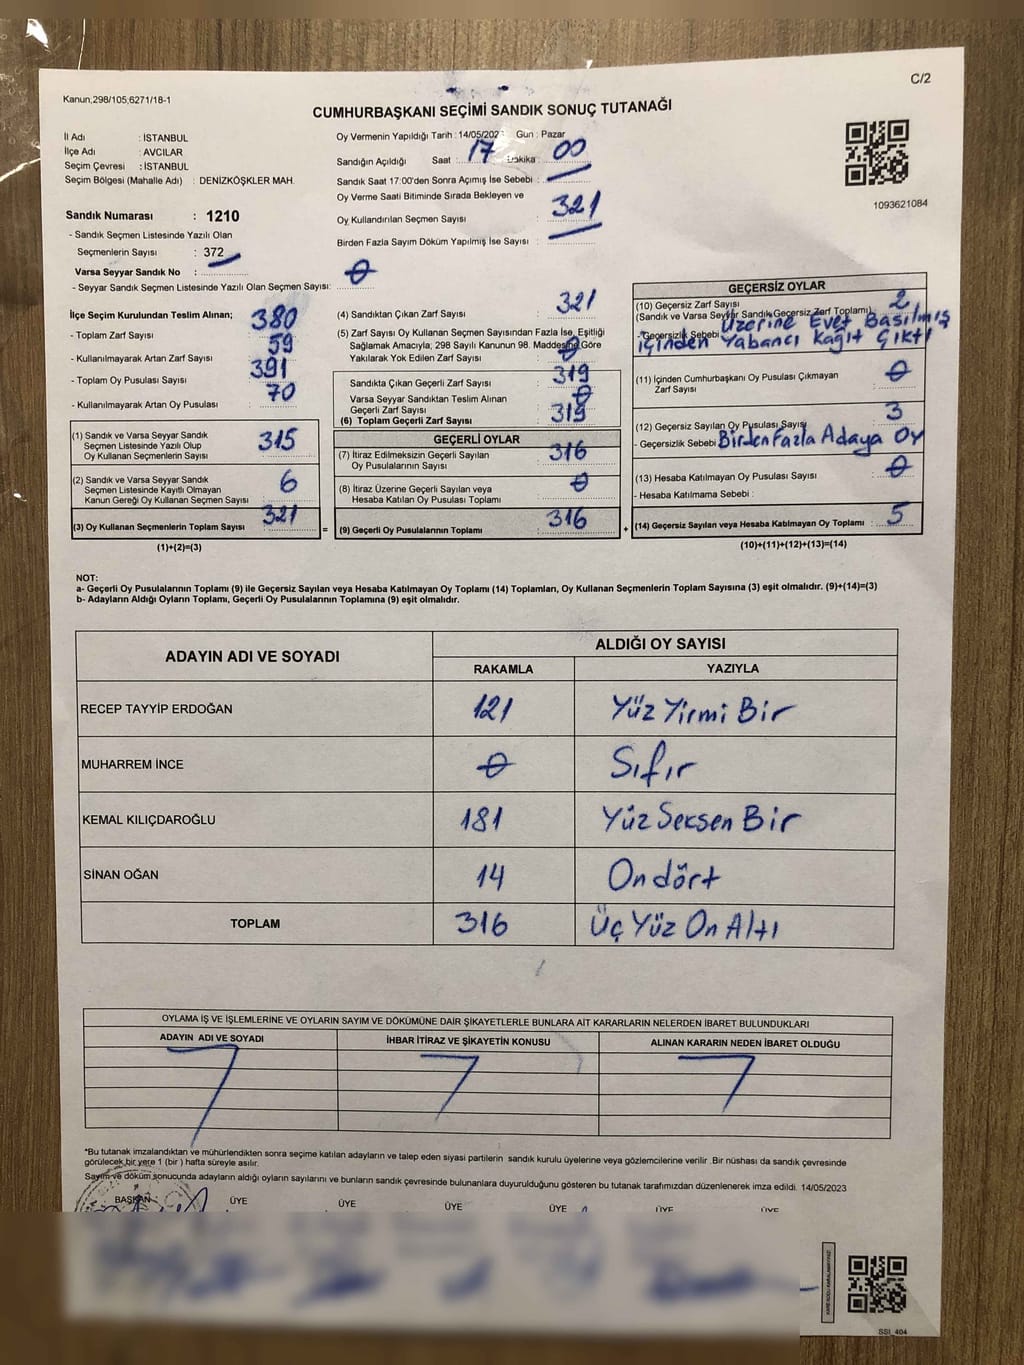 C/2
Kanun;298/105;6271/18-1
CUMHURBAŞKANI SEÇİMİ SANDIK SONUÇ TUTANAĞI
İl Adı : İSTANBUL
İlçe Adı : AVCILAR
Seçim Çevresi : İSTANBUL
Seçim Bölgesi (Mahalle Adı) : DENİZKÖŞKLER MAH.
Oy Vermenin Yapıldığı Tarih : 14/05/2023 Gün : Pazar
Sandığın Açıldığı Saat : 17 Dakika : 00
Sandık Saat 17:00'den Sonra Açımış İse Sebebi :
Oy Verme Saati Bitiminde Sırada Bekleyen ve
Oy Kullandırılan Seçmen Sayısı : 321
Birden Fazla Sayım Döküm Yapılmış İse Sayısı :
1093621084
Sandık Numarası : 1210
- Sandık Seçmen Listesinde Yazılı Olan
Seçmenlerin Sayısı : 372
Varsa Seyyar Sandık No :
- Seyyar Sandık Seçmen Listesinde Yazılı Olan Seçmen Sayısı: 0
İlçe Seçim Kurulundan Teslim Alınan;
- Toplam Zarf Sayısı 380
- Kullanılmayarak Artan Zarf Sayısı 59
- Toplam Oy Pusulası Sayısı 391
- Kullanılmayarak Artan Oy Pusulası 70
(1) Sandık ve Varsa Seyyar Sandık
Seçmen Listesinde Yazılı Olup
Oy Kullanan Seçmenlerin Sayısı 315
(2) Sandık ve Varsa Seyyar Sandık
Seçmen Listesinde Kayıtlı Olmayan
Kanun Gereği Oy Kullanan Seçmen Sayısı 6
(3) Oy Kullanan Seçmenlerin Toplam Sayısı 321 =
(1)+(2)=(3)
(4) Sandıktan Çıkan Zarf Sayısı : 321
(5) Zarf Sayısı Oy Kullanan Seçmen Sayısından Fazla İse, Eşitliği
Sağlamak Amacıyla; 298 Sayılı Kanunun 98. Maddesine Göre
Yakılarak Yok Edilen Zarf Sayısı : 0
Sandıkta Çıkan Geçerli Zarf Sayısı : 319
Varsa Seyyar Sandıktan Teslim Alınan
Geçerli Zarf Sayısı : 0
(6) Toplam Geçerli Zarf Sayısı : 319
GEÇERLİ OYLAR
(7) İtiraz Edilmeksizin Geçerli Sayılan
Oy Pusulalarının Sayısı : 316
(8) İtiraz Üzerine Geçerli Sayılan veya
Hesaba Katılan Oy Pusulası Toplamı : 0
(9) Geçerli Oy Pusulalarının Toplamı : 316 +
GEÇERSİZ OYLAR
(10) Geçersiz Zarf Sayısı 2
(Sandık ve Varsa Seyyar Sandık Geçersiz Zarf Toplamı)
- Geçersizlik Sebebi : Üzerine Evet Basılmış
içinden Yabancı Kağıt Çıktı
(11) İçinden Cumhurbaşkanı Oy Pusulası Çıkmayan
Zarf Sayısı 0
(12) Geçersiz Sayılan Oy Pusulası Sayısı 3
- Geçersizlik Sebebi : Birden Fazla Adaya Oy
(13) Hesaba Katılmayan Oy Pusulası Sayısı : 0
- Hesaba Katılmama Sebebi :
(14) Geçersiz Sayılan veya Hesaba Katılmayan Oy Toplamı : 5
(10)+(11)+(12)+(13)=(14)
NOT:
a- Geçerli Oy Pusulalarının Toplamı (9) ile Geçersiz Sayılan veya Hesaba Katılmayan Oy Toplamı (14) Toplamları, Oy Kullanan Seçmenlerin Toplam Sayısına (3) eşit olmalıdır. (9)+(14)=(3)
b- Adayların Aldığı Oyların Toplamı, Geçerli Oy Pusulalarının Toplamına (9) eşit olmalıdır.
ADAYIN ADI VE SOYADI ALDIĞI OY SAYISI
RAKAMLA YAZIYLA
RECEP TAYYİP ERDOĞAN 121 Yüz Yirmi Bir
MUHARREM İNCE 0 Sıfır
KEMAL KILIÇDAROĞLU 181 Yüz Seksen Bir
SİNAN OĞAN 14 On dört
TOPLAM 316 Üç Yüz On Altı
OYLAMA İŞ VE İŞLEMLERİNE VE OYLARIN SAYIM VE DÖKÜMÜNE DAİR ŞİKAYETLERLE BUNLARA AİT KARARLARIN NELERDEN İBARET BULUNDUKLARI
ADAYIN ADI VE SOYADI İHBAR İTİRAZ VE ŞİKAYETİN KONUSU ALINAN KARARIN NEDEN İBARET OLDUĞU
*Bu tutanak imzalandıktan ve mühürlendikten sonra seçime katılan adayların ve talep eden siyasi partilerin sandık kurulu üyelerine veya gözlemcilerine verilir. Bir nüshası da sandık çevresinde
görülecek bir yere 1 (bir) hafta süreyle asılır.
Sayım ve döküm sonucunda adayların aldığı oyların sayılarını ve bunların sandık çevresinde bulunanlara duyurulduğunu gösteren bu tutanak tarafımızdan düzenlenerek imza edildi. 14/05/2023
BAŞKAN ÜYE ÜYE ÜYE ÜYE ÜYE ÜYE
SSİ_404